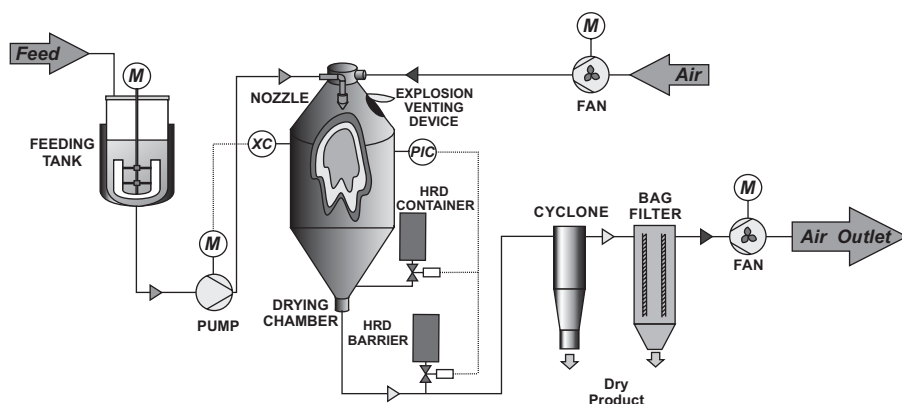 Feed
M
FEEDING
TANK
M
PUMP
XC
NOZZLE
EXPLOSION
VENTING
DEVICE
PIC
M
FAN
Air
HRD
CONTAINER
DRYING
CHAMBER
HRD
BARRIER
CYCLONE
BAG
FILTER
M
FAN
Air Outlet
Dry
Product